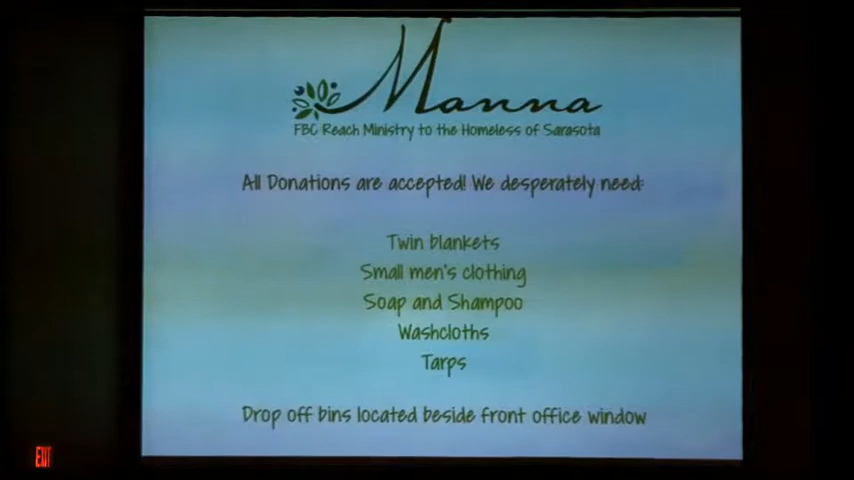 Manna
FBC Reach Ministry to the Homeless of Sarasota
All Donations are accepted! We desperately need:
Twin blankets
Small men's clothing
Soap and Shampoo
Washcloths
Tarps
Drop off bins located beside front office window
EXIT